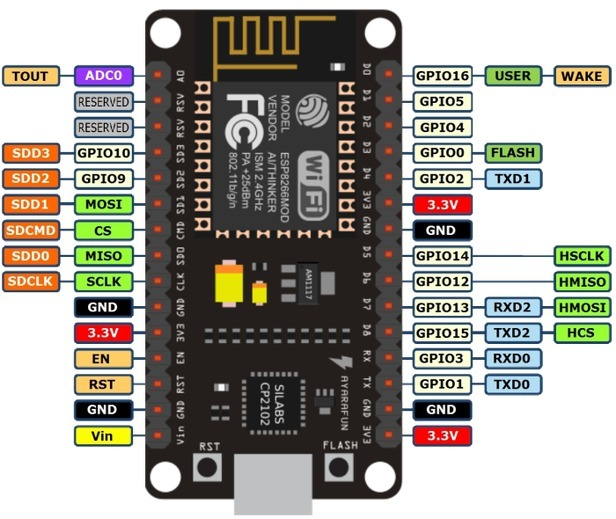 TOUT ADC0 A0 D0 GPIO16 USER WAKE
RESERVED RSV D1 GPIO5
RESERVED RSV D2 GPIO4
SDD3 GPIO10 SD3 D3 GPIO0 FLASH
SDD2 GPIO9 SD2 D4 GPIO2 TXD1
SDD1 MOSI SD1 3V3 3.3V
SDCMD CS CMD GND GND
SDD0 MISO SDO D5 GPIO14 HSCLK
SDCLK SCLK CLK D6 GPIO12 HMISO
GND GND D7 GPIO13 RXD2 HMOSI
3.3V 3V3 D8 GPIO15 TXD2 HCS
EN EN RX GPIO3 RXD0
RST RST TX GPIO1 TXD0
GND GND GND GND
Vin Vin 3V3 3.3V
MODEL ESP8266MOD
VENDOR AI/THINKER
ISM 2.4GHz
PA +25dBm
802.11b/g/n
FC
Wi Fi
AM1117
SILABS
CP2102
AYARAFUN
RST
FLASH